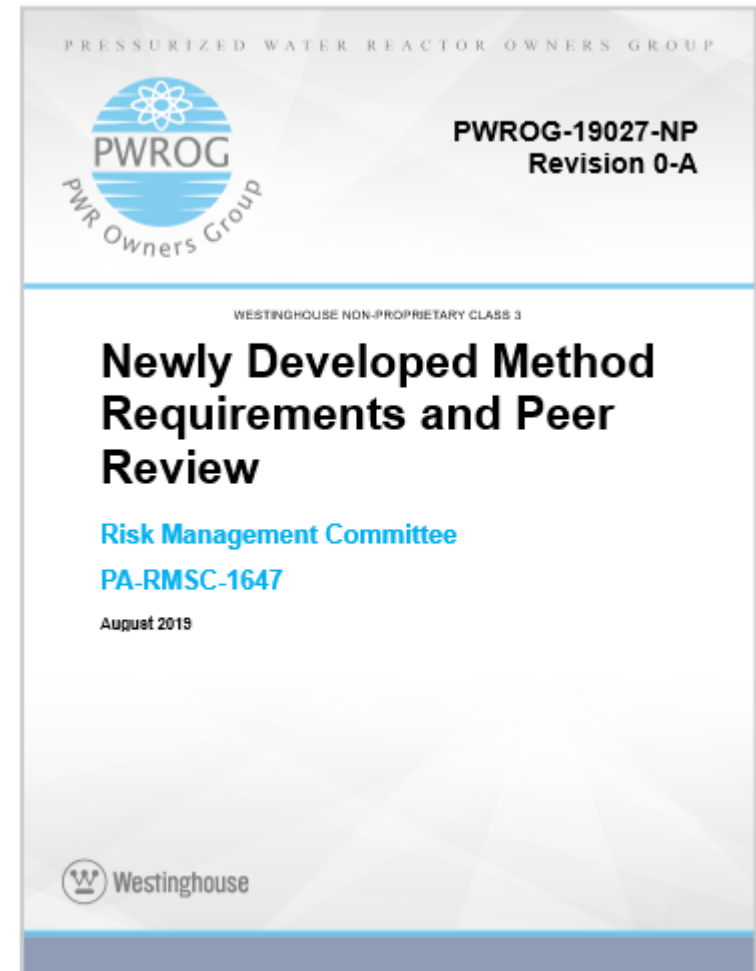 PRESSURIZED WATER REACTOR OWNERS GROUP
PWROG
PWR Owners Group
PWROG-19027-NP
Revision 0-A
WESTINGHOUSE NON-PROPRIETARY CLASS 3
Newly Developed Method
Requirements and Peer
Review
Risk Management Committee
PA-RMSC-1647
August 2019
W Westinghouse